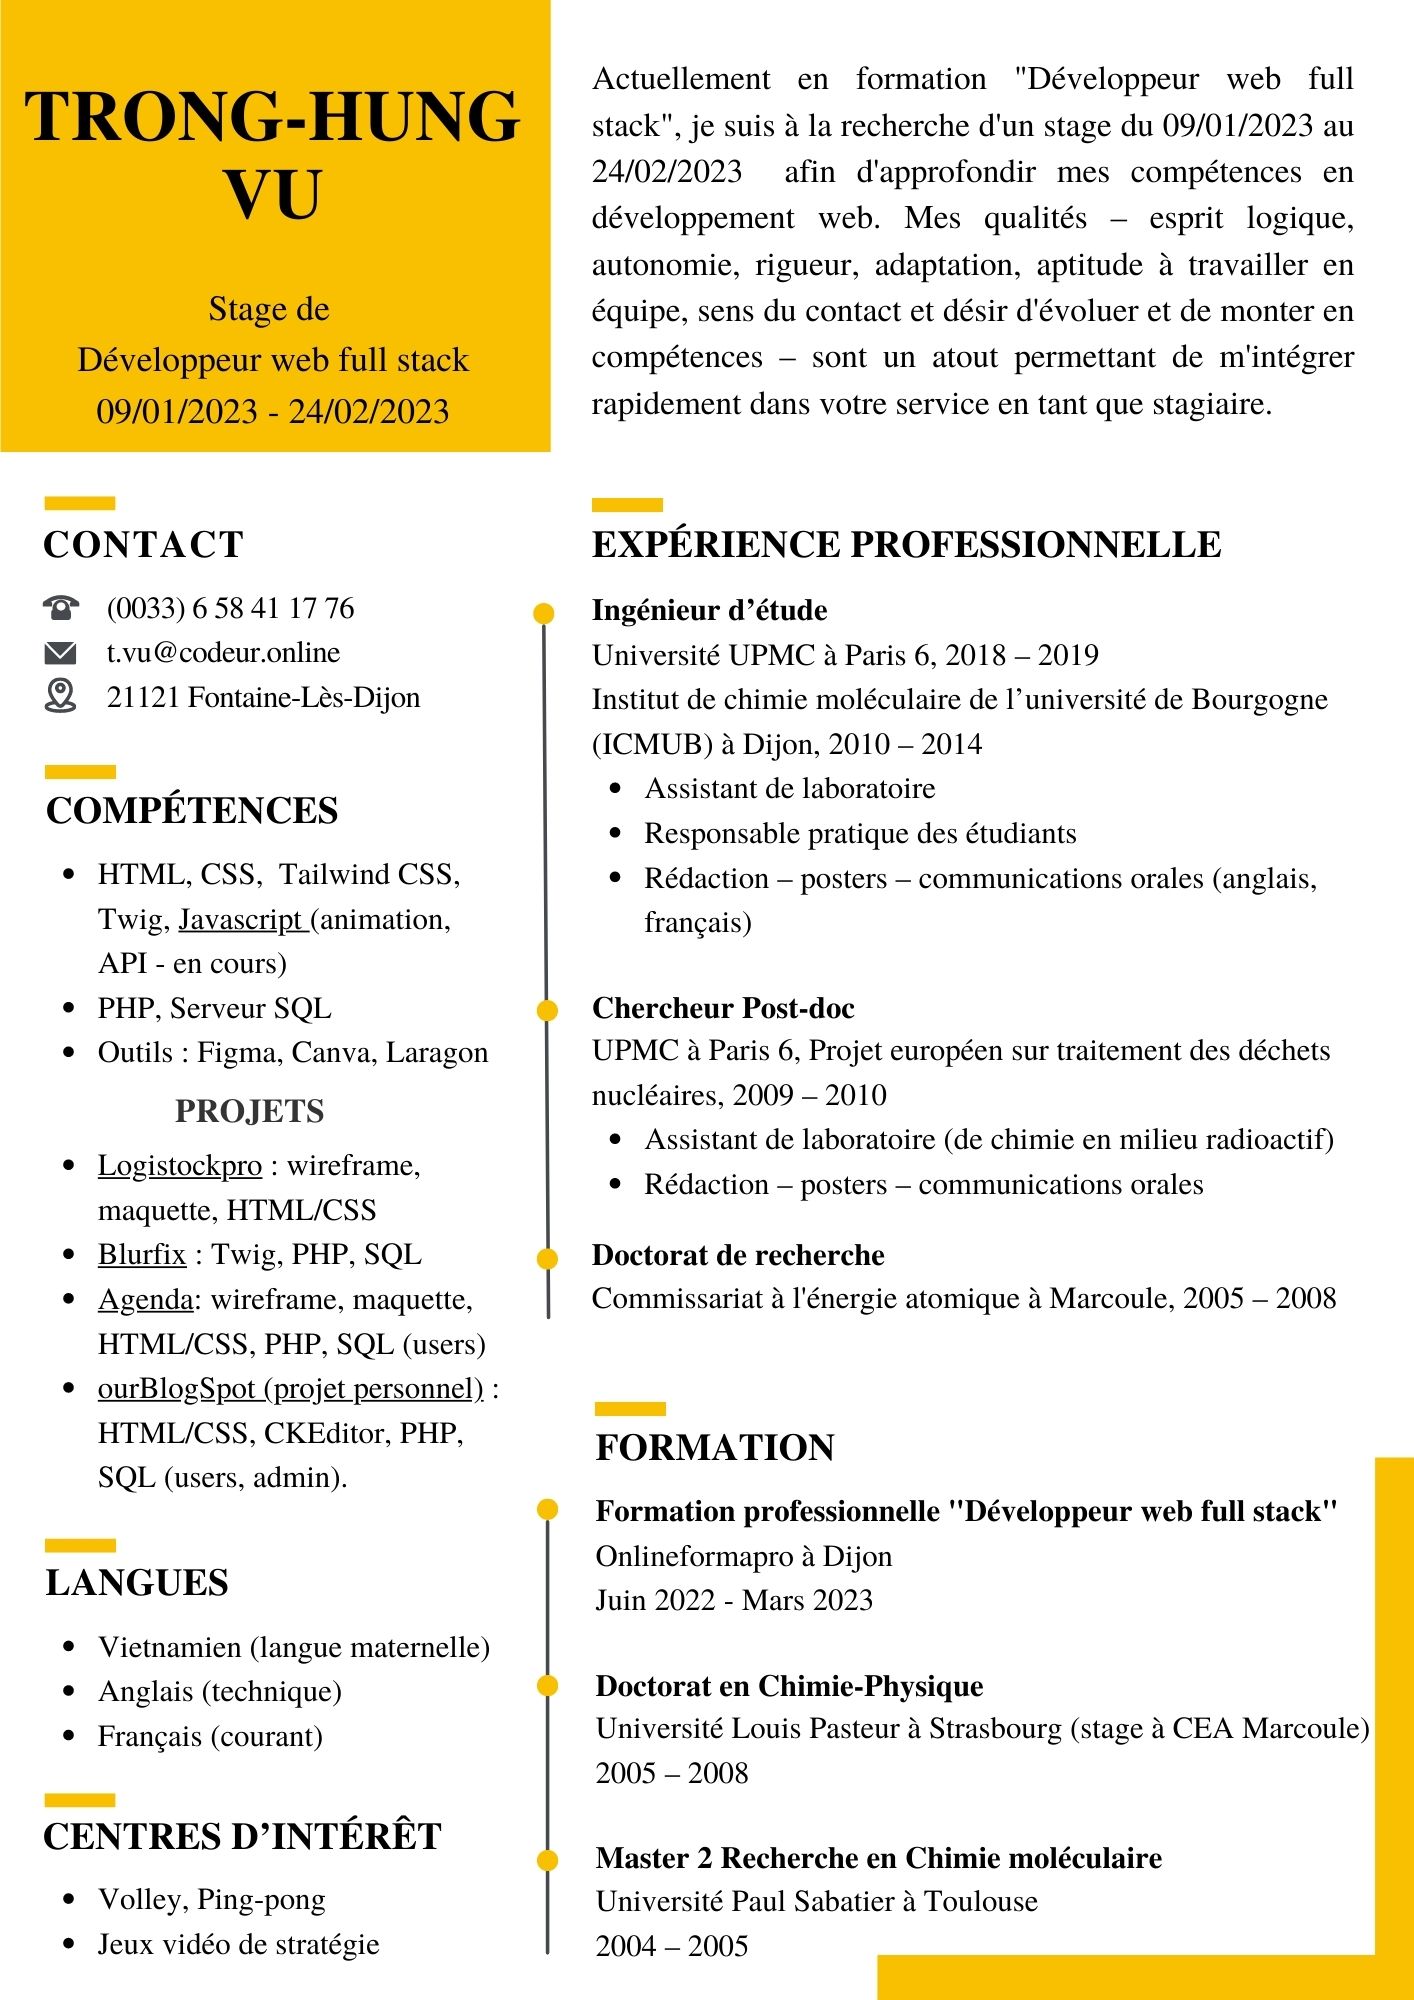 TRONG-HUNG
VU
Stage de
Développeur web full stack
09/01/2023 - 24/02/2023
Actuellement en formation "Développeur web full
stack", je suis à la recherche d'un stage du 09/01/2023 au
24/02/2023 afin d'approfondir mes compétences en
développement web. Mes qualités – esprit logique,
autonomie, rigueur, adaptation, aptitude à travailler en
équipe, sens du contact et désir d'évoluer et de monter en
compétences – sont un atout permettant de m'intégrer
rapidement dans votre service en tant que stagiaire.
CONTACT
(0033) 6 58 41 17 76
t.vu@codeur.online
21121 Fontaine-Lès-Dijon
COMPÉTENCES
• HTML, CSS, Tailwind CSS,
Twig, Javascript (animation,
API - en cours)
• PHP, Serveur SQL
• Outils : Figma, Canva, Laragon
PROJETS
• Logistockpro : wireframe,
maquette, HTML/CSS
• Blurfix : Twig, PHP, SQL
• Agenda: wireframe, maquette,
HTML/CSS, PHP, SQL (users)
• ourBlogSpot (projet personnel) :
HTML/CSS, CKEditor, PHP,
SQL (users, admin).
LANGUES
• Vietnamien (langue maternelle)
• Anglais (technique)
• Français (courant)
CENTRES D’INTÉRÊT
• Volley, Ping-pong
• Jeux vidéo de stratégie
EXPÉRIENCE PROFESSIONNELLE
Ingénieur d’étude
Université UPMC à Paris 6, 2018 – 2019
Institut de chimie moléculaire de l’université de Bourgogne
(ICMUB) à Dijon, 2010 – 2014
• Assistant de laboratoire
• Responsable pratique des étudiants
• Rédaction – posters – communications orales (anglais,
français)
Chercheur Post-doc
UPMC à Paris 6, Projet européen sur traitement des déchets
nucléaires, 2009 – 2010
• Assistant de laboratoire (de chimie en milieu radioactif)
• Rédaction – posters – communications orales
Doctorat de recherche
Commissariat à l'énergie atomique à Marcoule, 2005 – 2008
FORMATION
Formation professionnelle "Développeur web full stack"
Onlineformapro à Dijon
Juin 2022 - Mars 2023
Doctorat en Chimie-Physique
Université Louis Pasteur à Strasbourg (stage à CEA Marcoule)
2005 – 2008
Master 2 Recherche en Chimie moléculaire
Université Paul Sabatier à Toulouse
2004 – 2005